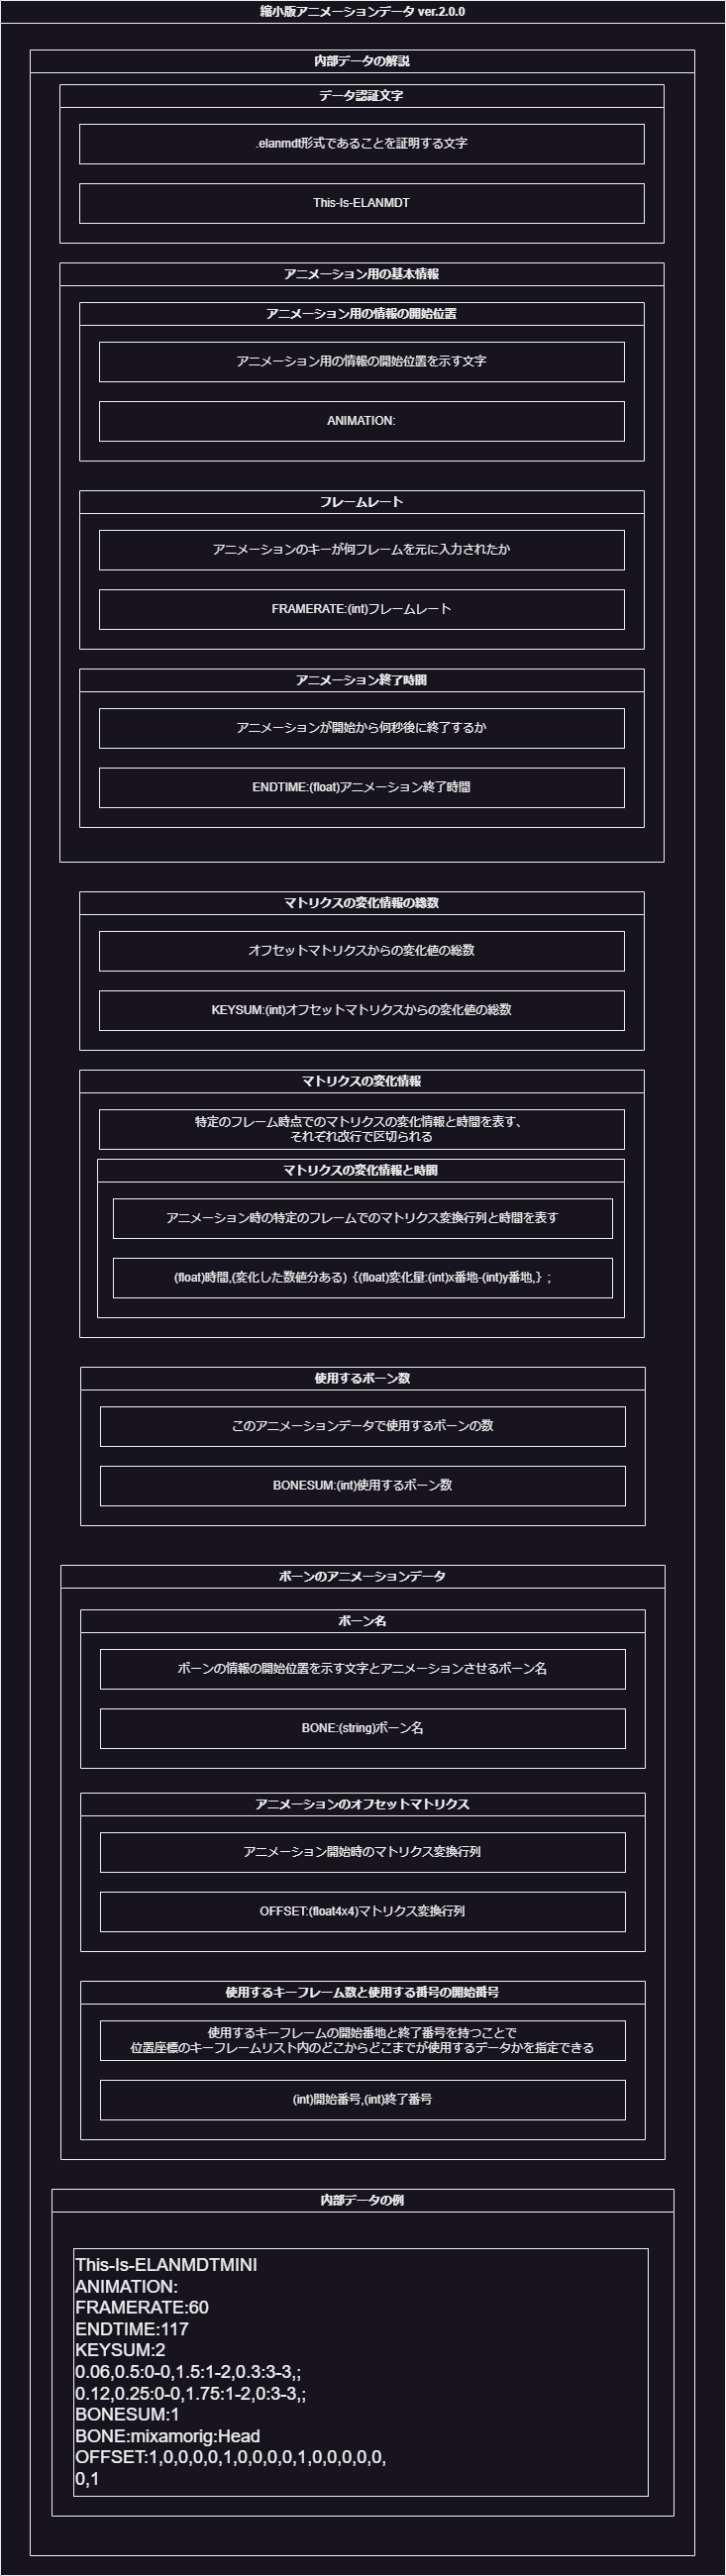 縮小版アニメーションデータ ver.2.0.0
内部データの解説
データ認証文字
.elanmdt形式であることを証明する文字
This-Is-ELANMDT
アニメーション用の基本情報
アニメーション用の情報の開始位置
アニメーション用の情報の開始位置を示す文字
ANIMATION:
フレームレート
アニメーションのキーが何フレームを元に入力されたか
FRAMERATE:(int)フレームレート
アニメーション終了時間
アニメーションが開始から何秒後に終了するか
ENDTIME:(float)アニメーション終了時間
マトリクスの変化情報の総数
オフセットマトリクスからの変化値の総数
KEYSUM:(int)オフセットマトリクスからの変化値の総数
マトリクスの変化情報
特定のフレーム時点でのマトリクスの変化情報と時間を表す、
それぞれ改行で区切られる
マトリクスの変化情報と時間
アニメーション時の特定のフレームでのマトリクス変換行列と時間を表す
(float)時間,(変化した数値分ある)｛(float)変化量:(int)x番地-(int)y番地,｝;
使用するボーン数
このアニメーションデータで使用するボーンの数
BONESUM:(int)使用するボーン数
ボーンのアニメーションデータ
ボーン名
ボーンの情報の開始位置を示す文字とアニメーションさせるボーン名
BONE:(string)ボーン名
アニメーションのオフセットマトリクス
アニメーション開始時のマトリクス変換行列
OFFSET:(float4x4)マトリクス変換行列
使用するキーフレーム数と使用する番号の開始番号
使用するキーフレームの開始番地と終了番号を持つことで
位置座標のキーフレームリスト内のどこからどこまでが使用するデータかを指定できる
(int)開始番号,(int)終了番号
内部データの例
This-Is-ELANMDTMINI
ANIMATION:
FRAMERATE:60
ENDTIME:117
KEYSUM:2
0.06,0.5:0-0,1.5:1-2,0.3:3-3,;
0.12,0.25:0-0,1.75:1-2,0:3-3,;
BONESUM:1
BONE:mixamorig:Head
OFFSET:1,0,0,0,0,1,0,0,0,0,1,0,0,0,0,0,
0,1